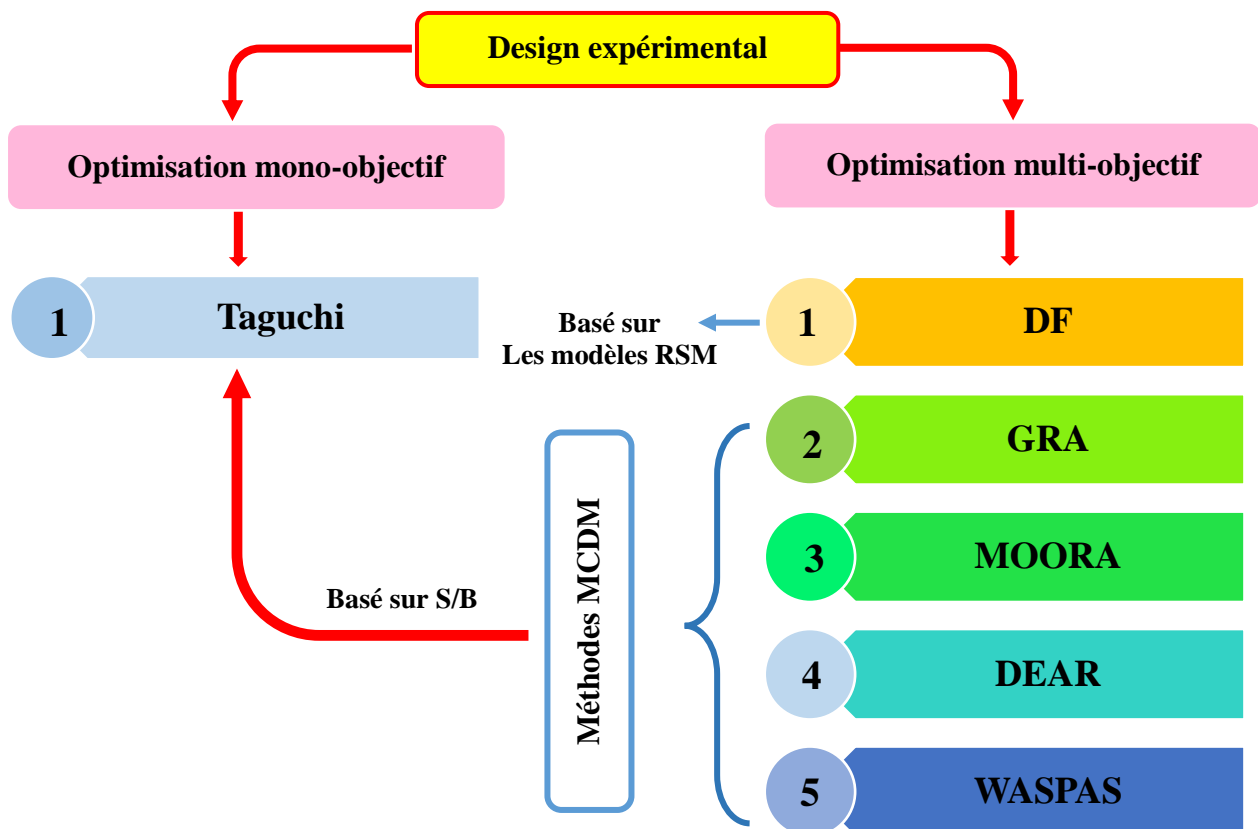 Design expérimental
Optimisation mono-objectif
Optimisation multi-objectif
1
Taguchi
Basé sur
Les modèles RSM
1
DF
2
GRA
3
MOORA
4
DEAR
5
WASPAS
Méthodes MCDM
Basé sur S/B